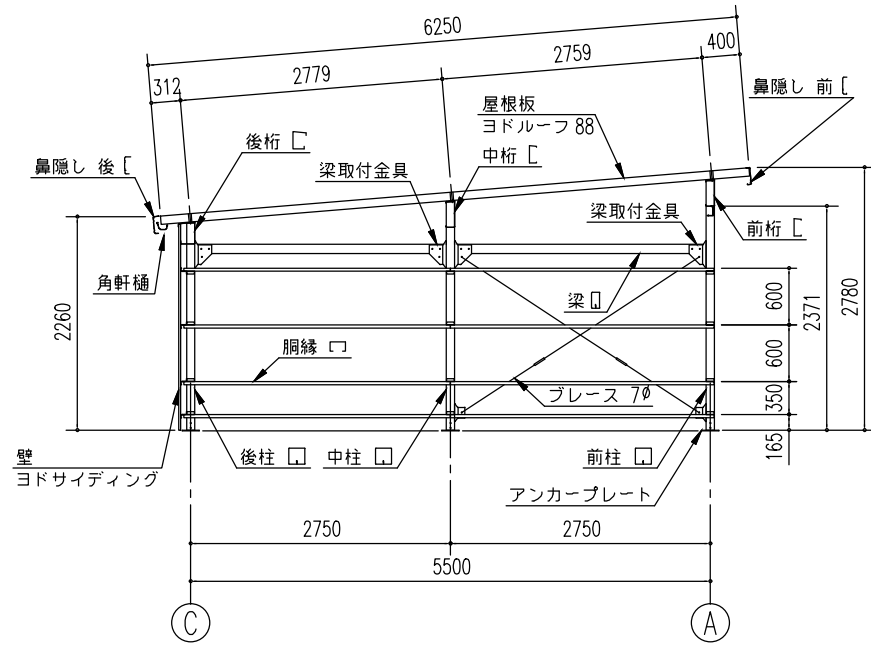 6250
312
2779
2759
400
鼻隠し 前
屋根板
ヨドルーフ 88
後桁
中桁
鼻隠し 後
梁取付金具
梁取付金具
前桁
角軒樋
梁
2260
600
2371
2780
胴縁
600
ブレース 7φ
350
壁
ヨドサイディング
後柱
中柱
前柱
165
アンカープレート
2750
2750
5500
C
A